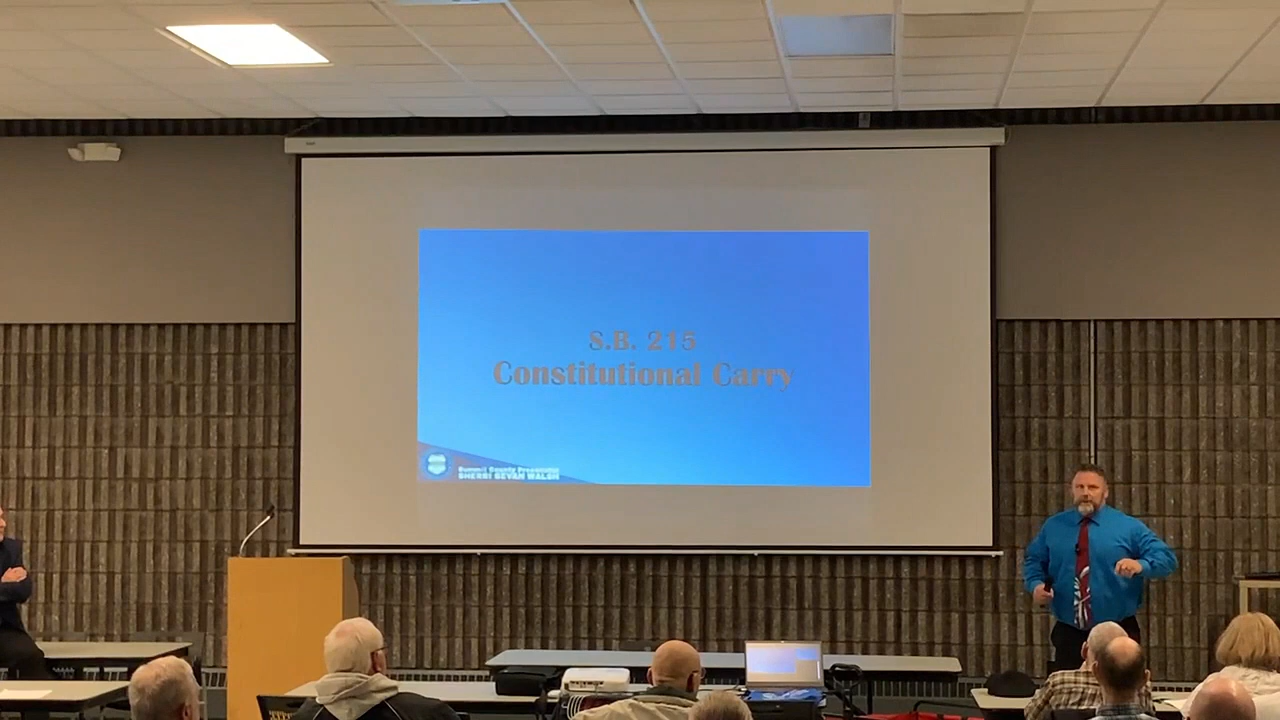 S.B. 215
Constitutional Carry
Summit County Prosecutor
SHERRI BEVAN WALSH